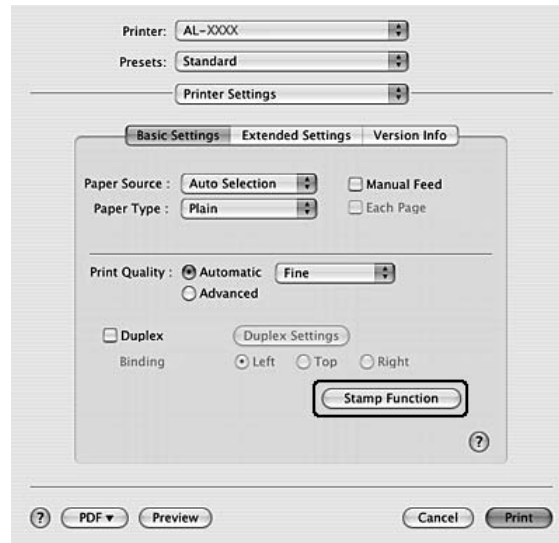 Printer: AL-XXXX
Presets: Standard
Printer Settings
Basic Settings Extended Settings Version Info
Paper Source : Auto Selection Manual Feed
Paper Type : Plain Each Page
Print Quality : Automatic Fine
Advanced
Duplex Duplex Settings
Binding Left Top Right
Stamp Function
?
? PDF ▼ Preview Cancel Print